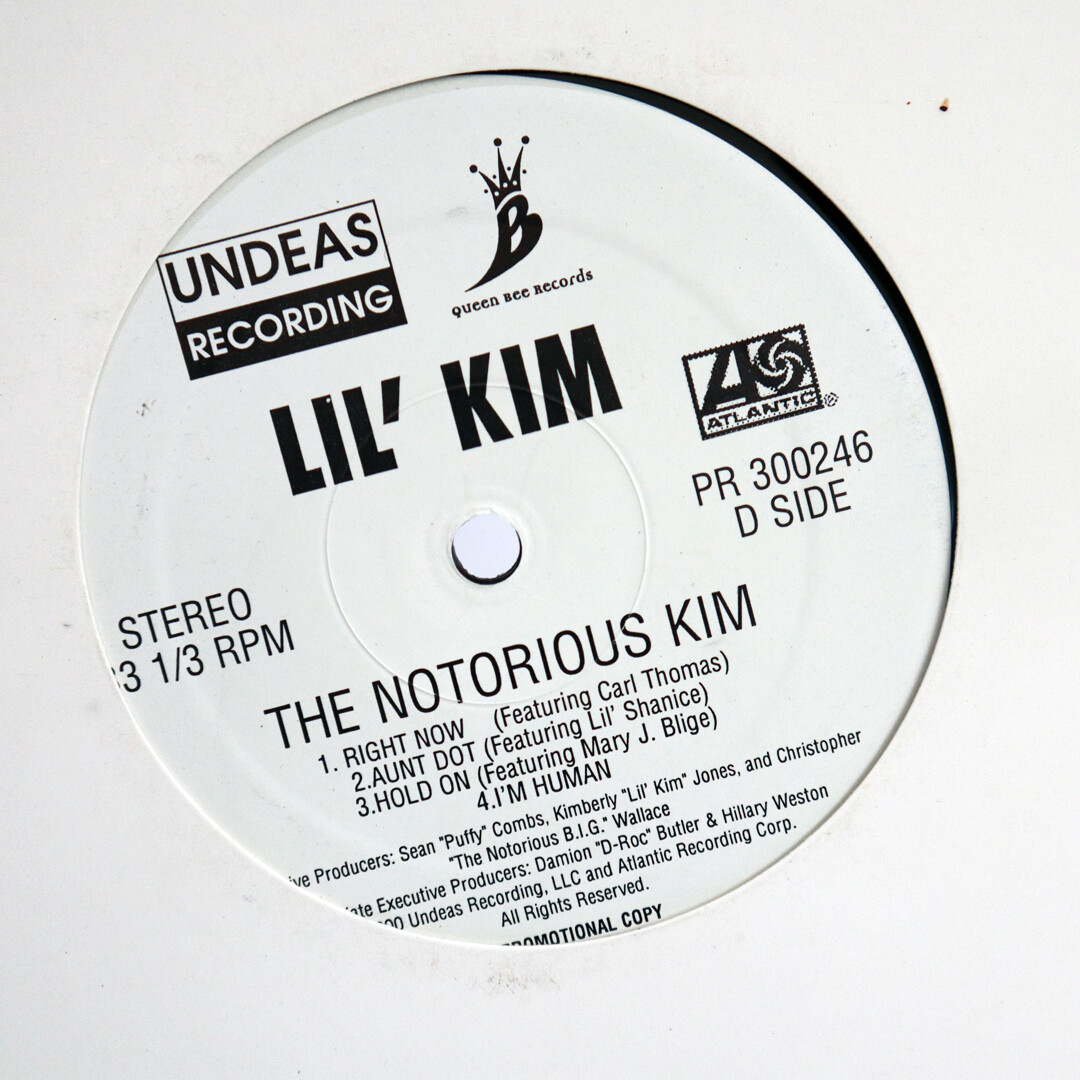 UNDEAS
RECORDING
B
QUEEN BEE RECORDS
LIL' KIM
ATLANTIC®
PR 300246
D SIDE
STEREO
33 1/3 RPM
THE NOTORIOUS KIM
1. RIGHT NOW (Featuring Carl Thomas)
2.AUNT DOT (Featuring Lil' Shanice)
3.HOLD ON (Featuring Mary J. Blige)
4.I'M HUMAN
ive Producers: Sean "Puffy" Combs, Kimberly "Lil' Kim" Jones, and Christopher
"The Notorious B.I.G." Wallace
ate Executive Producers: Damion "D-Roc" Butler & Hillary Weston
00 Undeas Recording, LLC and Atlantic Recording Corp.
All Rights Reserved.
PROMOTIONAL COPY